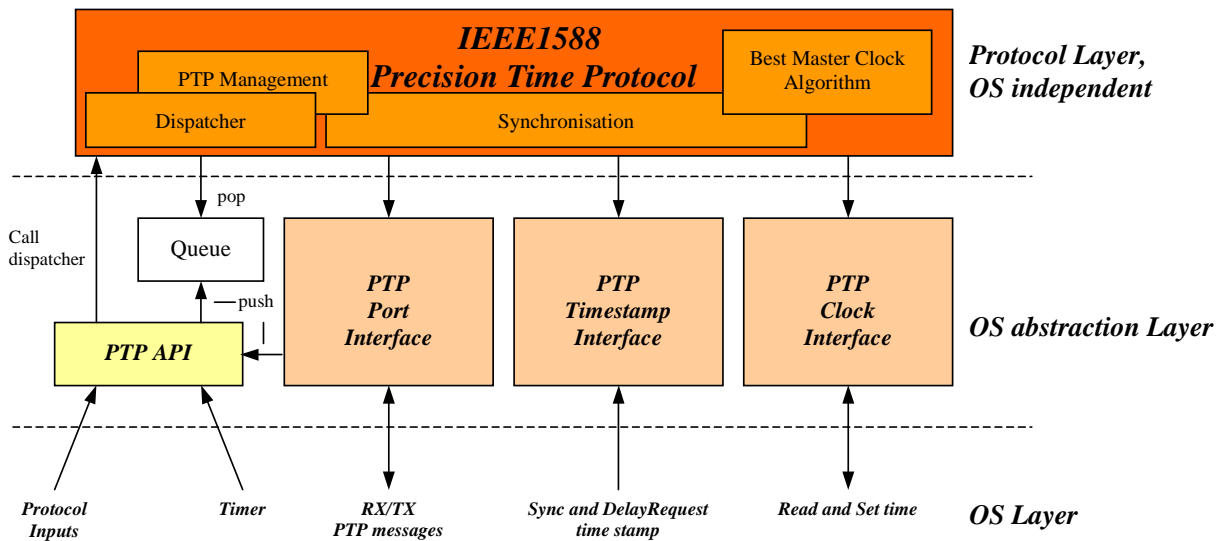 IEEE1588
Precision Time Protocol
PTP Management
Best Master Clock
Algorithm
Dispatcher
Synchronisation
Protocol Layer,
OS independent
pop
Call
dispatcher
Queue
push
PTP API
PTP
Port
Interface
PTP
Timestamp
Interface
PTP
Clock
Interface
OS abstraction Layer
Protocol
Inputs
Timer
RX/TX
PTP messages
Sync and DelayRequest
time stamp
Read and Set time
OS Layer